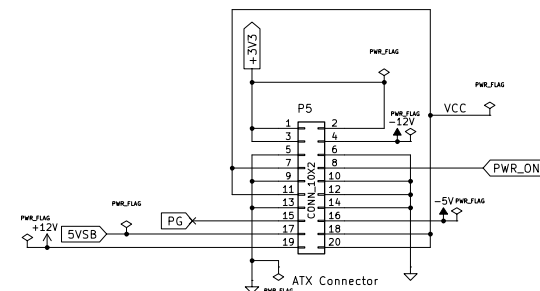 +3V3
PWR_FLAG
PWR_FLAG
P5
PWR_FLAG
VCC
-12V
1 2
3 4
5 6
7 8
PWR_ON
9 10
11 12
13 14
CONN_10X2
-5V PWR_FLAG
PWR_FLAG
PG
15 16
PWR_FLAG
+12V
5VSB
17 18
19 20
ATX Connector
PWR_FLAG